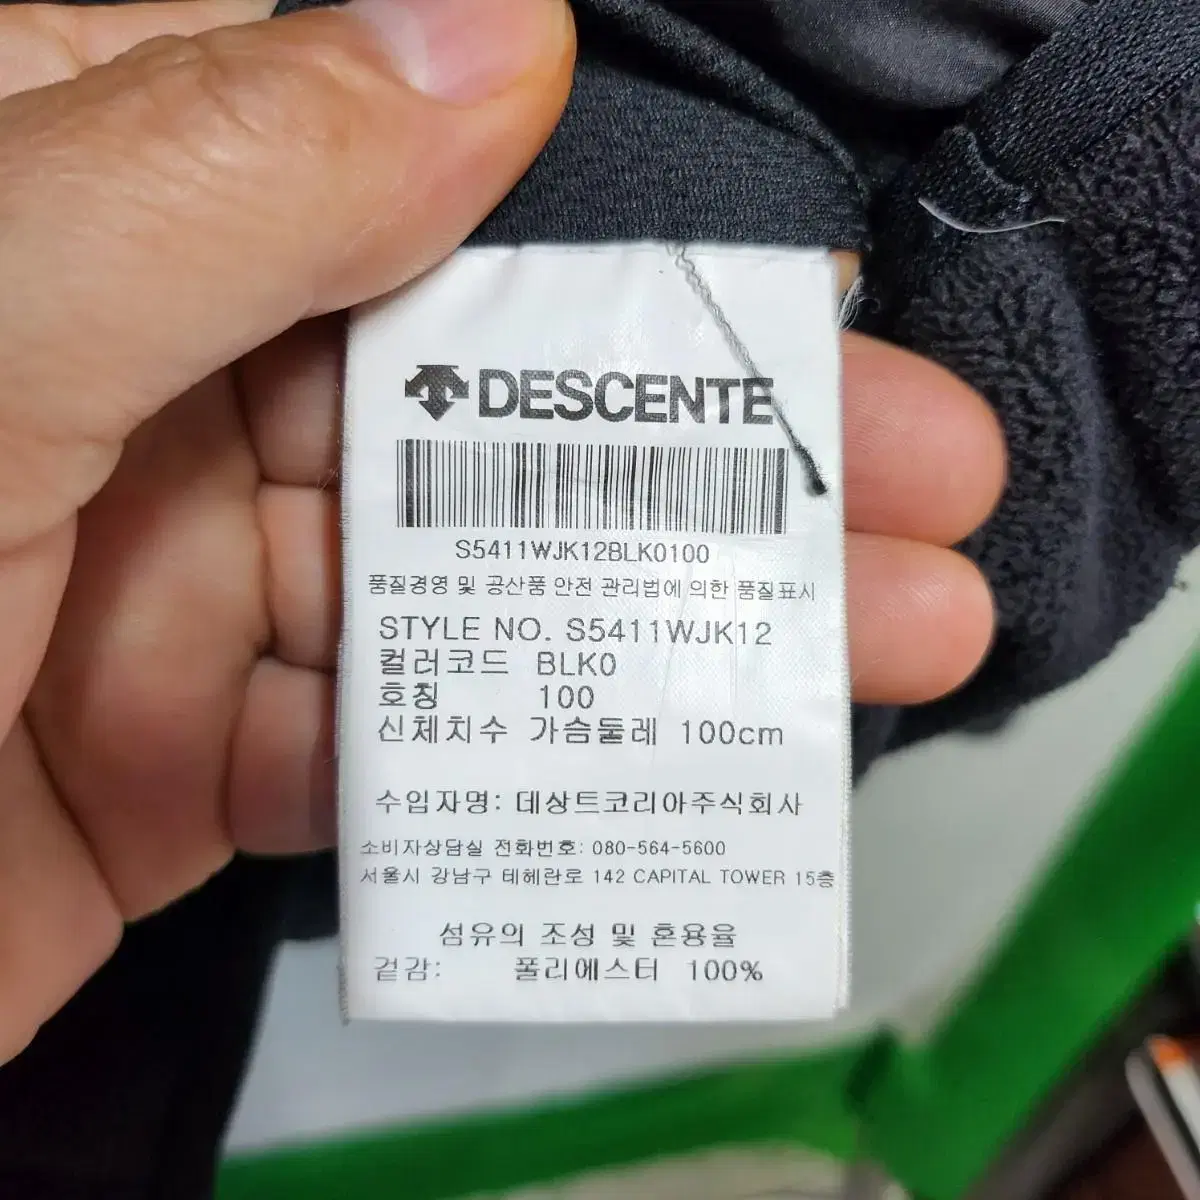 DESCENTE
S5411WJK12BLK0100
품질경영 및 공산품 안전 관리법에 의한 품질표시
STYLE NO. S5411WJK12
컬러코드 BLK0
호칭 100
신체치수 가슴둘레 100cm
수입자명: 데상트코리아주식회사
소비자상담실 전화번호: 080-564-5600
서울시 강남구 테헤란로 142 CAPITAL TOWER 15층
섬유의 조성 및 혼용율
겉감: 폴리에스터 100%